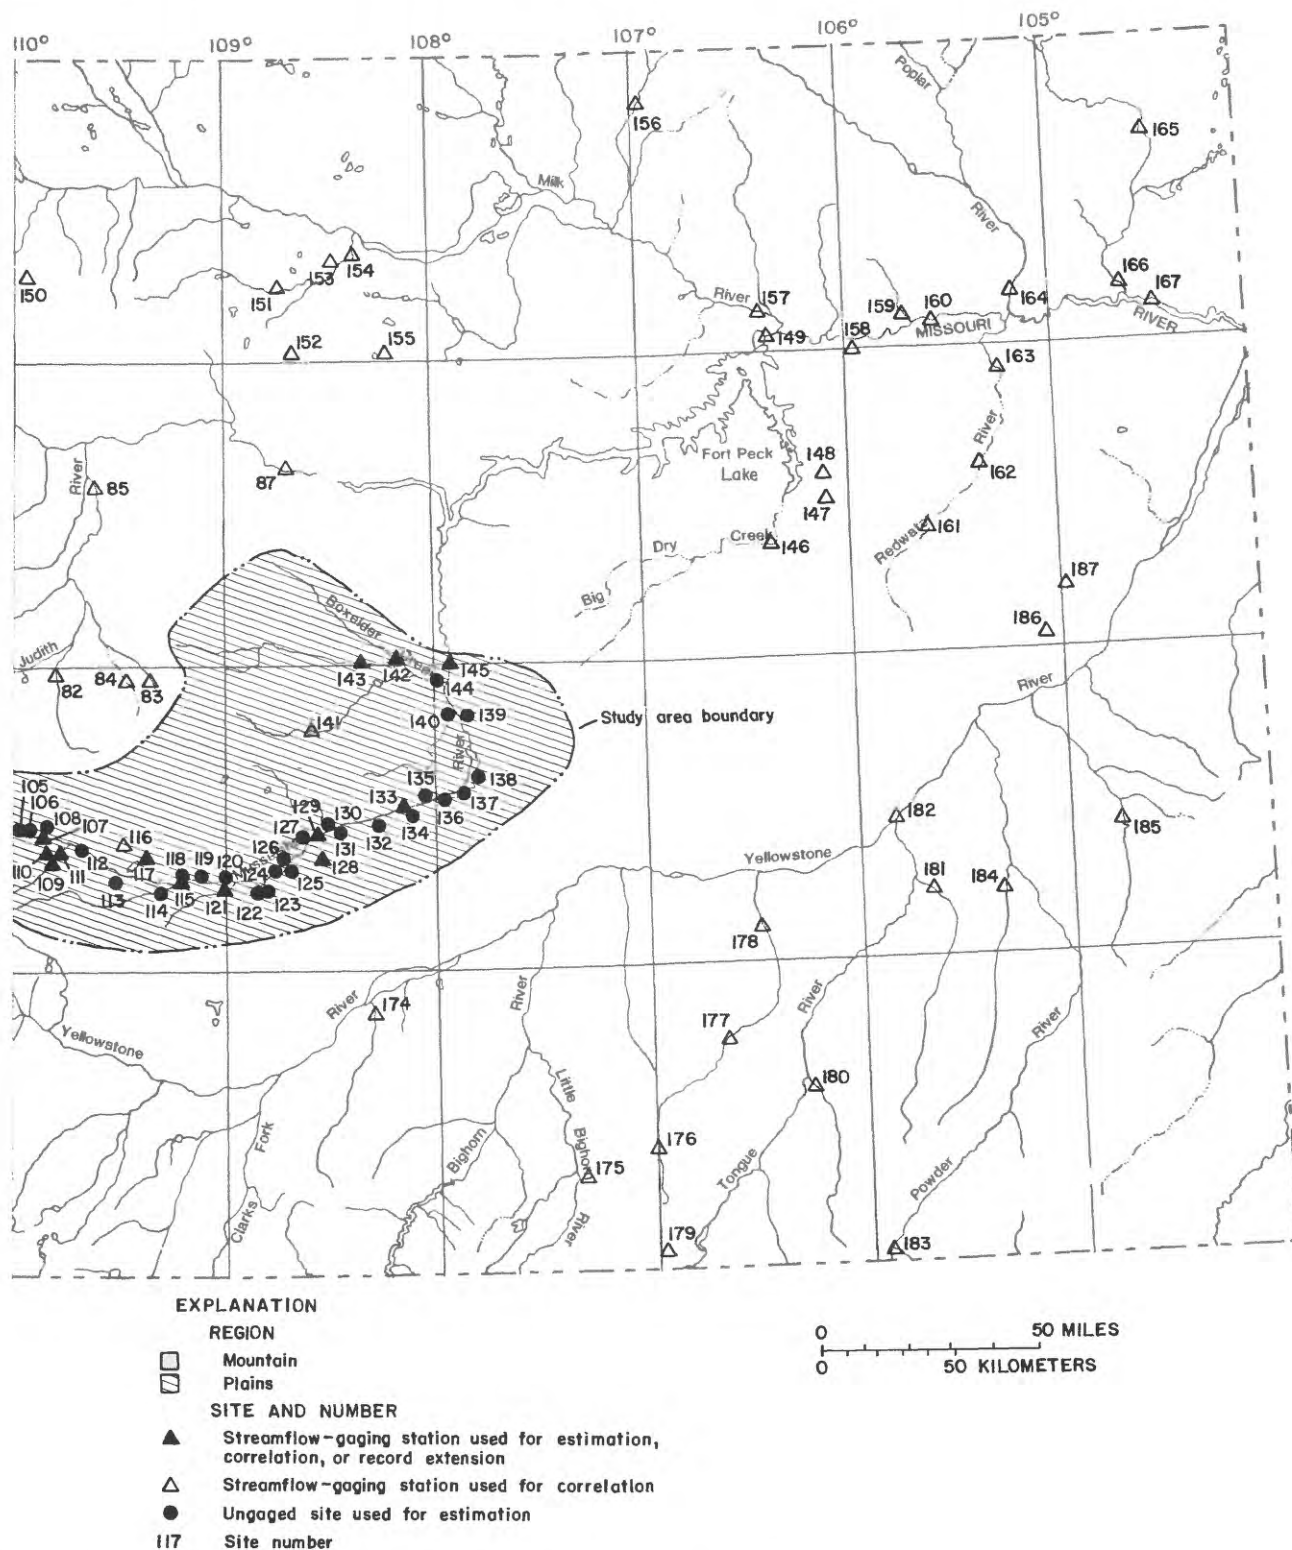 110°
109°
108°
107°
106°
105°
Poplar
156
165
Milk
River
150
151
153
154
152
155
River
157
149
158
159
160
MISSOURI
164
166
167
RIVER
163
River
85
87
Fort Peck
Lake
148
147
River
162
161
Redwater
Big
Dry
Creek
146
187
186
Judith
82
84
83
Boxelder
Creek
143
142
145
144
140
139
141
Study area boundary
River
River
105
106
108
107
116
110
109
111
112
113
117
118
119
120
114
115
121
122
123
124
125
126
127
129
130
131
128
132
133
134
135
136
137
138
182
185
Yellowstone
181
184
178
River
174
River
River
River
177
Yellowstone
180
Little
Bighorn
River
175
176
Fork
Clarks
Bighorn
Tongue
Powder
179
183
EXPLANATION
REGION
Mountain
Plains
SITE AND NUMBER
Streamflow-gaging station used for estimation,
correlation, or record extension
Streamflow-gaging station used for correlation
Ungaged site used for estimation
117 Site number
0 50 MILES
0 50 KILOMETERS